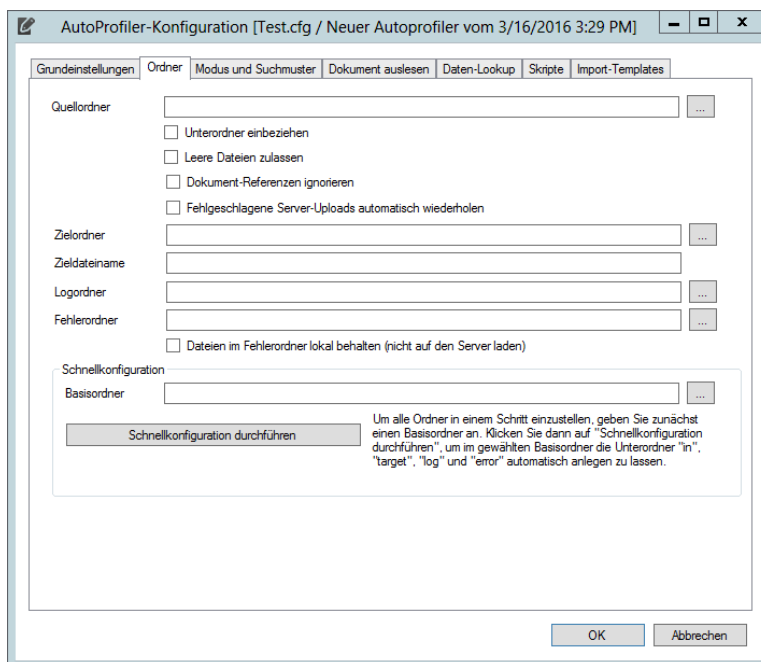 AutoProfiler-Konfiguration [Test.cfg / Neuer Autoprofiler vom 3/16/2016 3:29 PM]
Grundeinstellungen Ordner Modus und Suchmuster Dokument auslesen Daten-Lookup Skripte Import-Templates
Quellordner ...
Unterordner einbeziehen
Leere Dateien zulassen
Dokument-Referenzen ignorieren
Fehlgeschlagene Server-Uploads automatisch wiederholen
Zielordner ...
Zieldateiname
Logordner ...
Fehlerordner ...
Dateien im Fehlerordner lokal behalten (nicht auf den Server laden)
Schnellkonfiguration
Basisordner ...
Schnellkonfiguration durchführen
Um alle Ordner in einem Schritt einzustellen, geben Sie zunächst
einen Basisordner an. Klicken Sie dann auf "Schnellkonfiguration
durchführen", um im gewählten Basisordner die Unterordner "in",
"target", "log" und "error" automatisch anlegen zu lassen.
OK Abbrechen